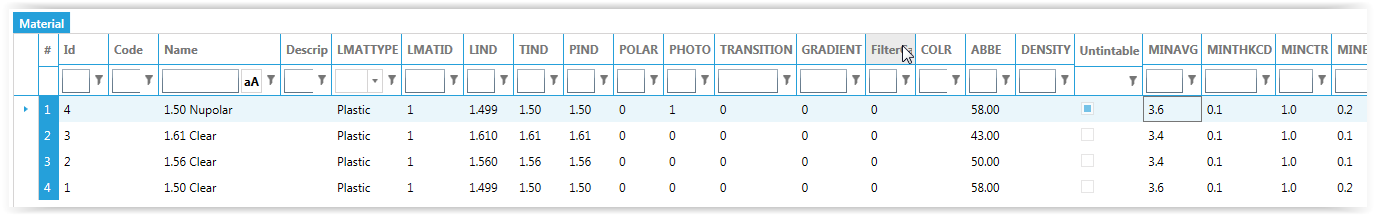 Material
# Id Code Name Descrip LMATTYPE LMATID LIND TIND PIND POLAR PHOTO TRANSITION GRADIENT COLR ABBE DENSITY Untintable MINAVG MINTHKCD MINCTR
aA
1 4 1.50 Nupolar Plastic 1 1.499 1.50 1.50 0 1 0 0 0 58.00 3.6 0.1 1.0 0.2
2 3 1.61 Clear Plastic 1 1.610 1.61 1.61 0 0 0 0 0 43.00 3.4 0.1 1.0 0.1
3 2 1.56 Clear Plastic 1 1.560 1.56 1.56 0 0 0 0 0 50.00 3.4 0.1 1.0 0.1
4 1 1.50 Clear Plastic 1 1.499 1.50 1.50 0 0 0 0 0 58.00 3.6 0.1 1.0 0.2